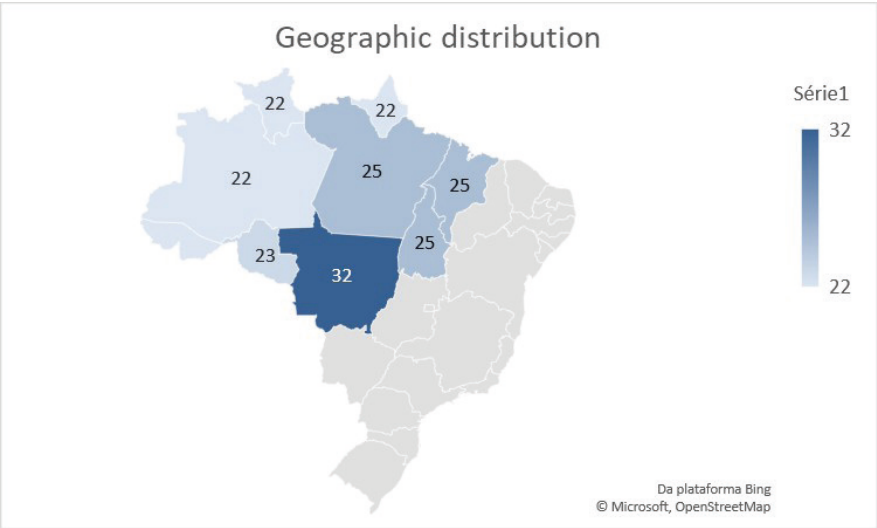 Geographic distribution
Série1
32
22
22
22
22
25
25
25
23
32
Da plataforma Bing
© Microsoft, OpenStreetMap